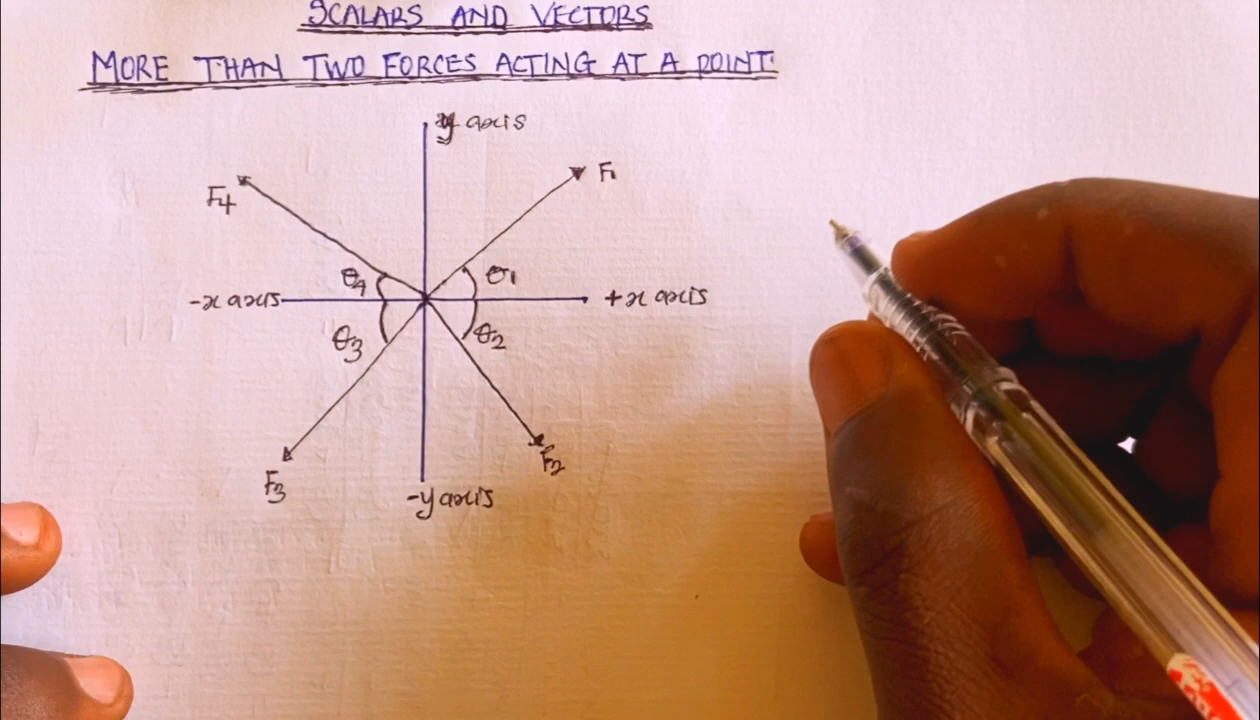 SCALARS AND VECTORS
MORE THAN TWO FORCES ACTING AT A POINT.
y axis
F4
F1
θ4
θ1
-x axis
+x axis
θ3
θ2
F3
F2
-y axis